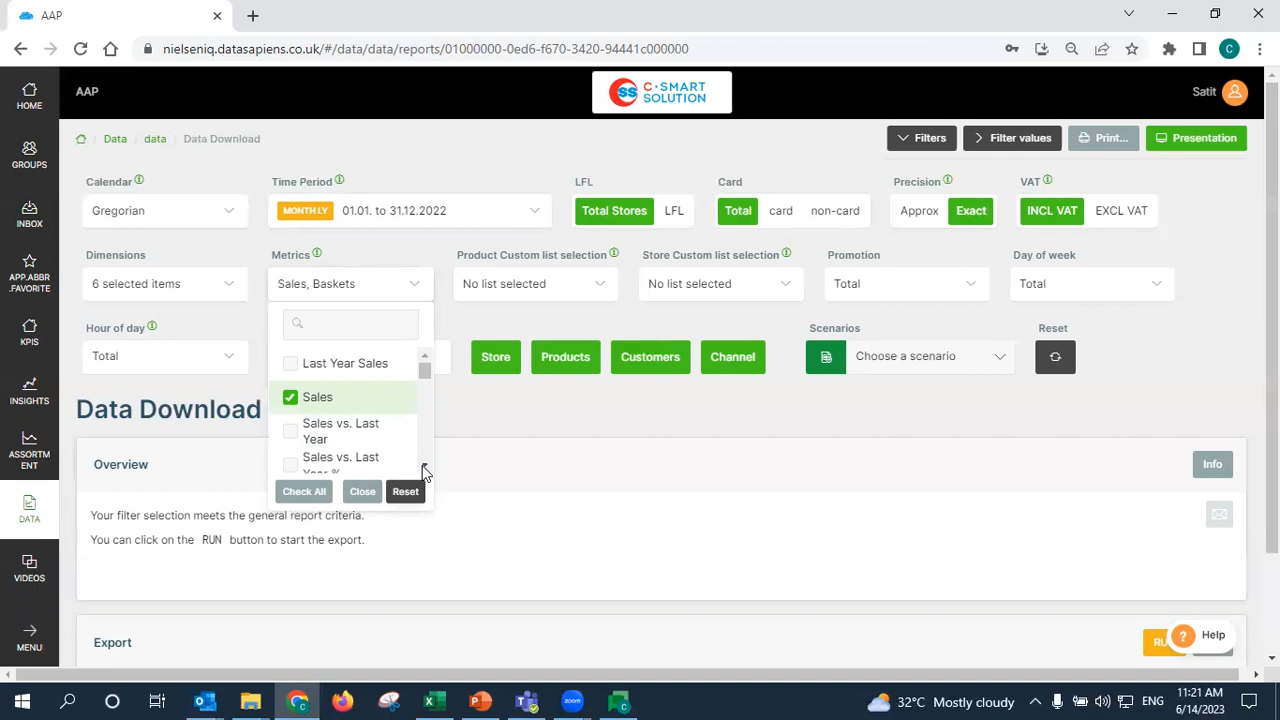 AAP
nielseniq.datasapiens.co.uk/#/data/data/reports/01000000-0ed6-f670-3420-94441c000000
C
HOME
AAP
CSS C·SMART
SOLUTION
Satit
GROUPS
Data / data / Data Download
Filters
Filter values
Print...
Presentation
Calendar
Time Period
LFL
Card
Precision
VAT
INBOX
Gregorian
MONTHLY 01.01. to 31.12.2022
Total Stores LFL
Total card non-card
Approx Exact
INCL VAT EXCL VAT
APP.ABBR
.FAVORITE
Dimensions
Metrics
Product Custom list selection
Store Custom list selection
Promotion
Day of week
6 selected items
Sales, Baskets
No list selected
No list selected
Total
Total
KPIS
Hour of day
Scenarios
Reset
Total
Store
Products
Customers
Channel
Choose a scenario
Last Year Sales
Sales
Sales vs. Last
Year
Sales vs. Last
Year %
Check All
Close
Reset
INSIGHTS
Data Download
ASSORTM
ENT
Overview
Info
DATA
Your filter selection meets the general report criteria.
You can click on the RUN button to start the export.
VIDEOS
MENU
Export
RU
? Help
32°C Mostly cloudy
ENG
11:21 AM
6/14/2023